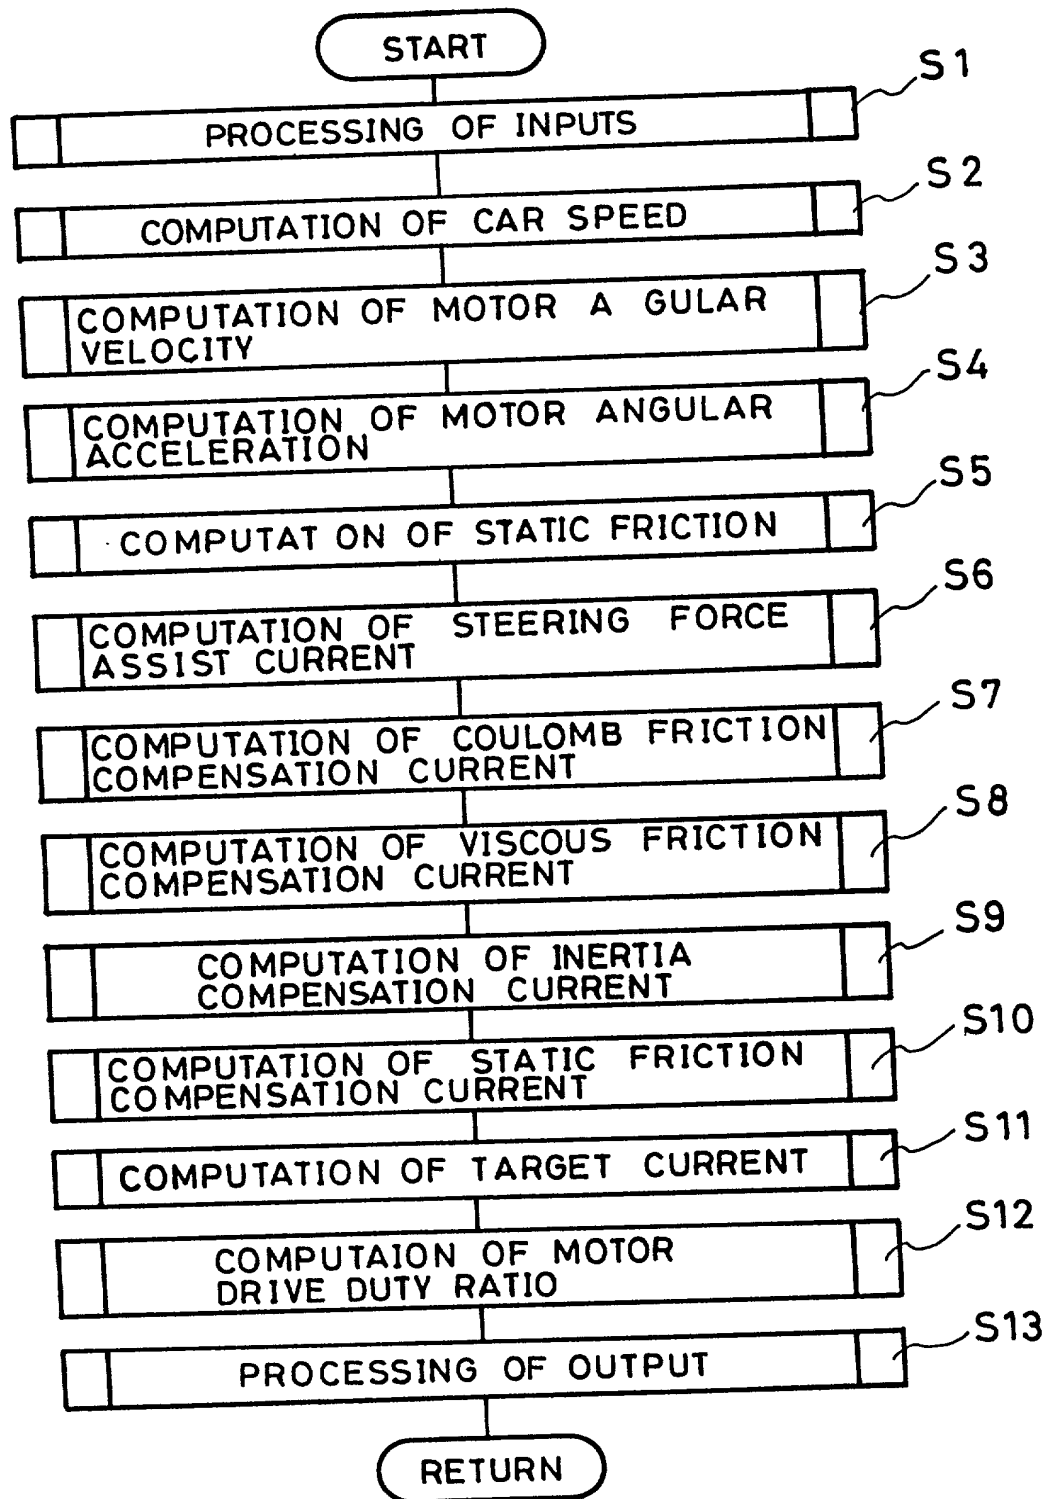 START
S1
PROCESSING OF INPUTS
S2
COMPUTATION OF CAR SPEED
S3
COMPUTATION OF MOTOR A GULAR
VELOCITY
S4
COMPUTATION OF MOTOR ANGULAR
ACCELERATION
S5
COMPUTAT ON OF STATIC FRICTION
S6
COMPUTATION OF STEERING FORCE
ASSIST CURRENT
S7
COMPUTATION OF COULOMB FRICTION
COMPENSATION CURRENT
S8
COMPUTATION OF VISCOUS FRICTION
COMPENSATION CURRENT
S9
COMPUTATION OF INERTIA
COMPENSATION CURRENT
S10
COMPUTATION OF STATIC FRICTION
COMPENSATION CURRENT
S11
COMPUTATION OF TARGET CURRENT
S12
COMPUTAION OF MOTOR
DRIVE DUTY RATIO
S13
PROCESSING OF OUTPUT
RETURN